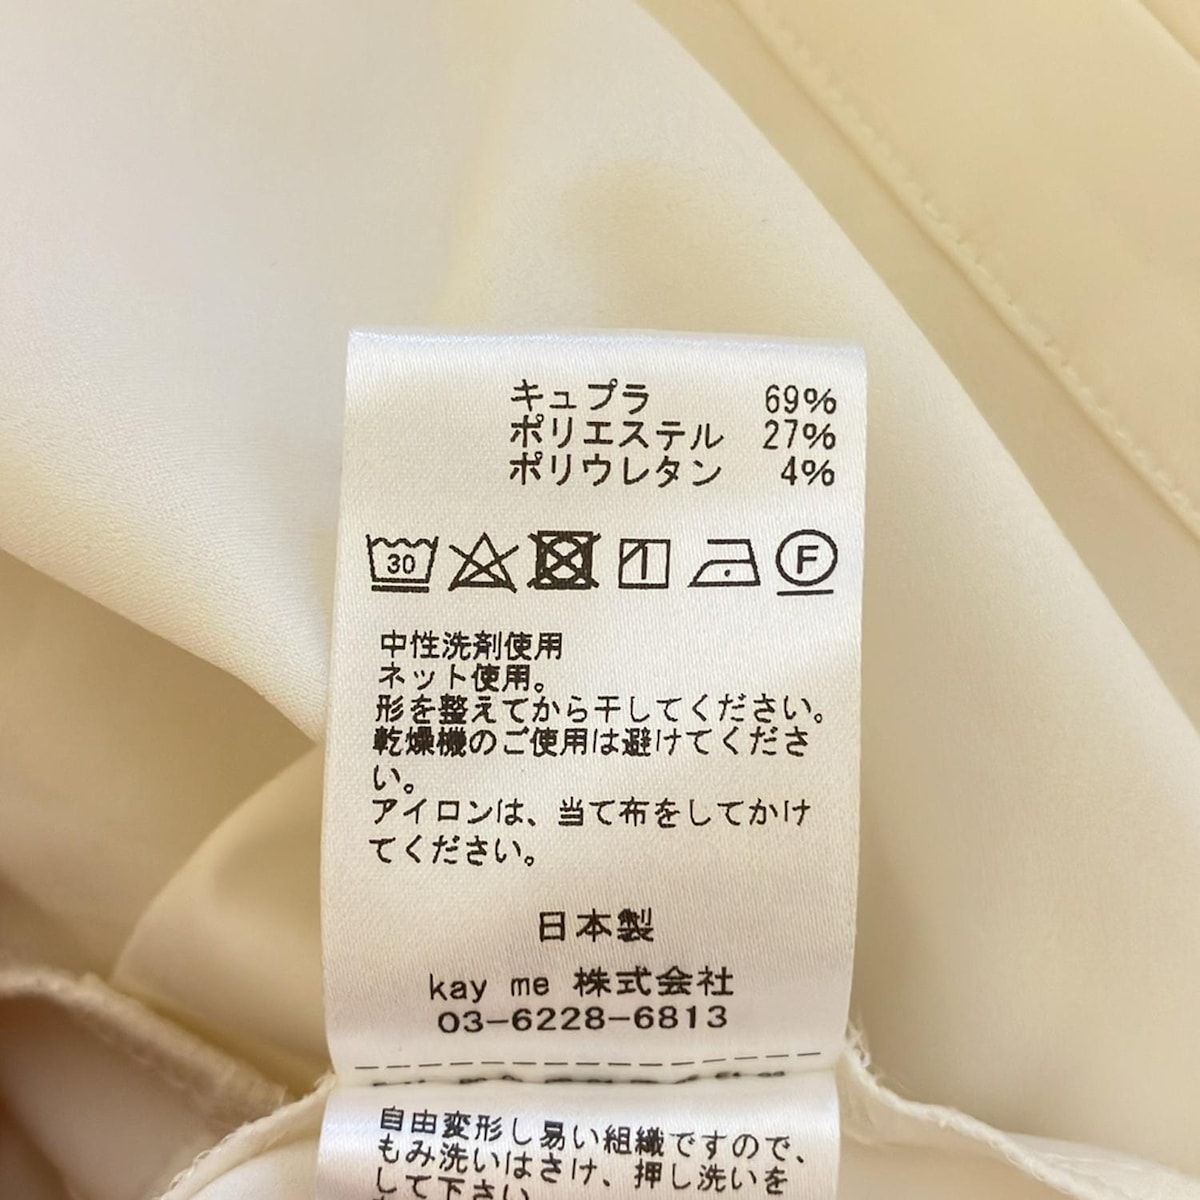 キュプラ 69%
ポリエステル 27%
ポリウレタン 4%
30 F
中性洗剤使用
ネット使用。
形を整えてから干してください。
乾燥機のご使用は避けてくださ
い。
アイロンは、当て布をしてかけ
てください。
日本製
kay me 株式会社
03-6228-6813
自由変形し易い組織ですので、
もみ洗いはさけ、押し洗いを
して下さい